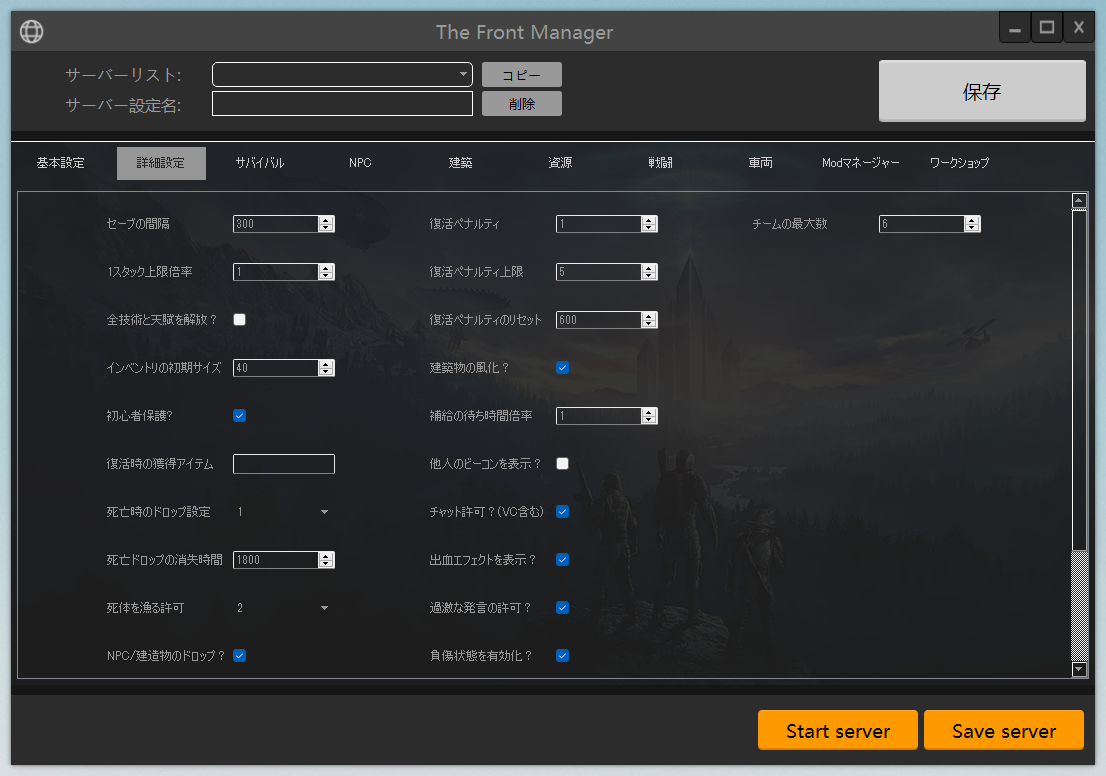 The Front Manager
サーバーリスト:
コピー
サーバー設定名:
削除
保存
基本設定 詳細設定 サバイバル NPC 建築 資源 戦闘 車両 Modマネージャー ワークショップ
セーブの間隔 300 復活ペナルティ 1 チームの最大数 6
1スタック上限倍率 1 復活ペナルティ上限 5
全技術と天賦を解放？ 復活ペナルティのリセット 600
インベントリの初期サイズ 40 建築物の風化？
初心者保護? 補給の待ち時間倍率 1
復活時の獲得アイテム 他人のビーコンを表示？
死亡時のドロップ設定 1 チャット許可？(VC含む)
死亡ドロップの消失時間 1800 出血エフェクトを表示？
死体を漁る許可 2 過激な発言の許可？
NPC/建造物のドロップ？ 負傷状態を有効化？
Start server Save server